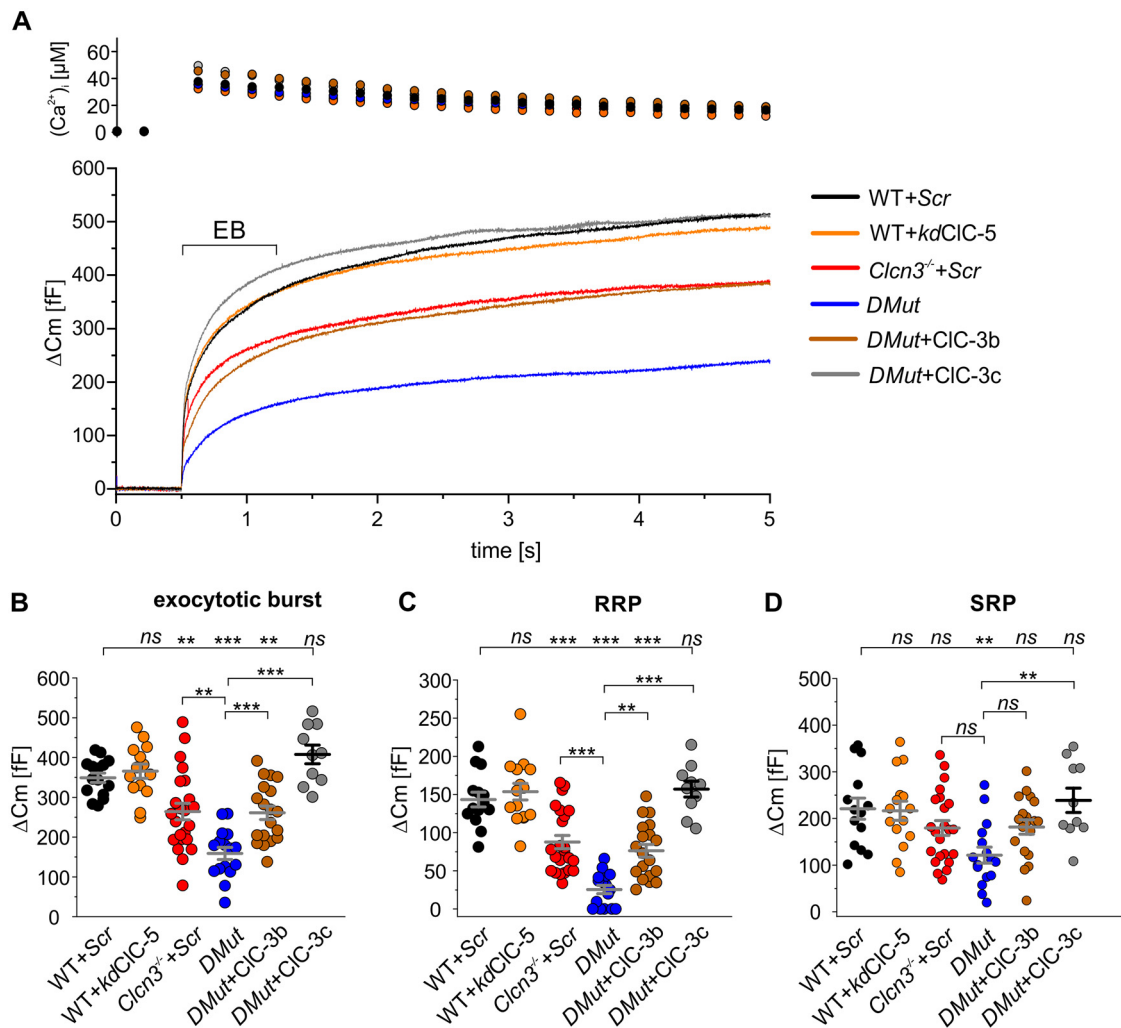 A
(Ca²⁺)ᵢ [µM]
60
40
20
0
ΔCm [fF]
600
500
400
300
200
100
0
EB
0
1
2
3
4
5
time [s]
WT+Scr
WT+kdClC-5
Clcn3⁻/⁻+Scr
DMut
DMut+ClC-3b
DMut+ClC-3c
B
exocytotic burst
ns ** *** ** ns
***
**
***
ΔCm [fF]
600
500
400
300
200
100
0
WT+Scr
WT+kdClC-5
Clcn3⁻/⁻+Scr
DMut
DMut+ClC-3b
DMut+ClC-3c
C
RRP
ns *** *** *** ns
***
**
***
ΔCm [fF]
300
250
200
150
100
50
0
WT+Scr
WT+kdClC-5
Clcn3⁻/⁻+Scr
DMut
DMut+ClC-3b
DMut+ClC-3c
D
SRP
ns ns ** ns ns
**
ns
ns
ΔCm [fF]
500
400
300
200
100
0
WT+Scr
WT+kdClC-5
Clcn3⁻/⁻+Scr
DMut
DMut+ClC-3b
DMut+ClC-3c